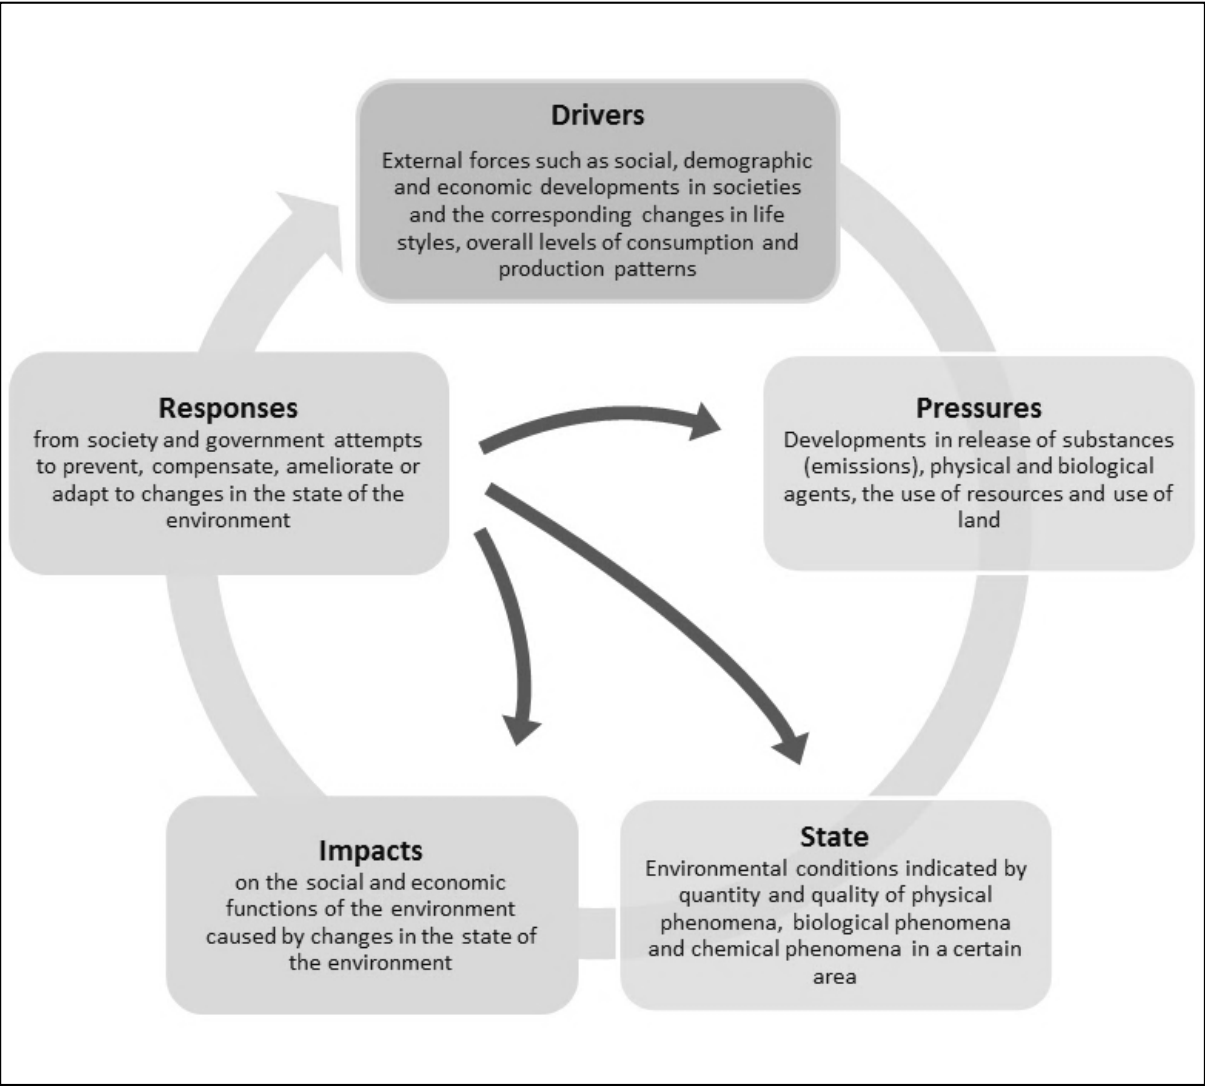 Drivers
External forces such as social, demographic
and economic developments in societies
and the corresponding changes in life
styles, overall levels of consumption and
production patterns
Responses
from society and government attempts
to prevent, compensate, ameliorate or
adapt to changes in the state of the
environment
Pressures
Developments in release of substances
(emissions), physical and biological
agents, the use of resources and use of
land
Impacts
on the social and economic
functions of the environment
caused by changes in the state of
the environment
State
Environmental conditions indicated by
quantity and quality of physical
phenomena, biological phenomena
and chemical phenomena in a certain
area